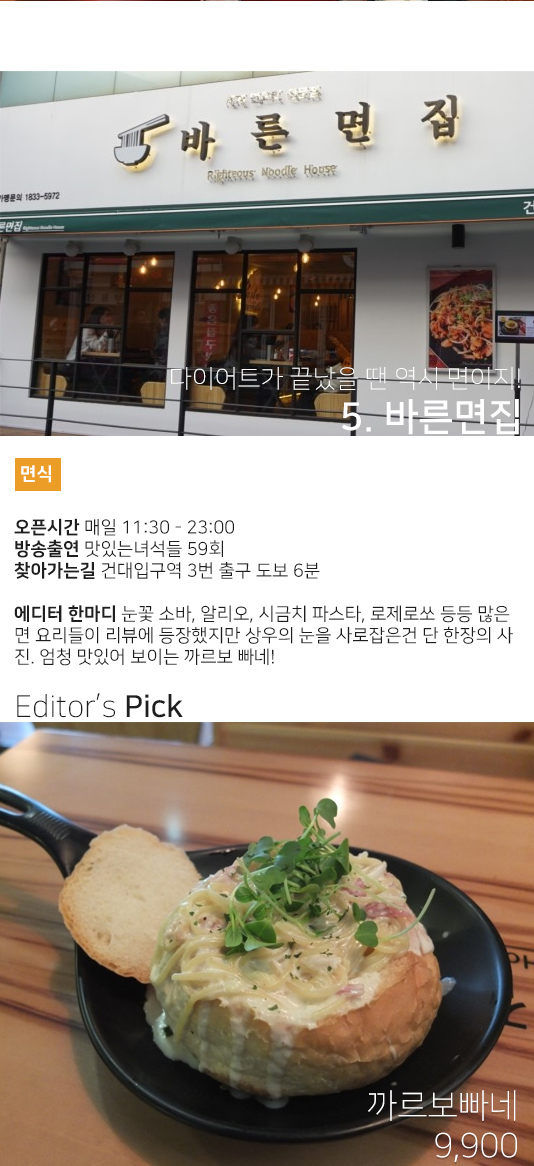 바른면집
Righteous Noodle House
가맹문의 1833-5972
른면집 Righteous Noodle House
건
다이어트가 끝났을 땐 역시 면이지!
5. 바른면집
면식
오픈시간 매일 11:30 - 23:00
방송출연 맛있는녀석들 59회
찾아가는길 건대입구역 3번 출구 도보 6분
에디터 한마디 눈꽃 소바, 알리오, 시금치 파스타, 로제로쏘 등등 많은
면 요리들이 리뷰에 등장했지만 상우의 눈을 사로잡은건 단 한장의 사
진. 엄청 맛있어 보이는 까르보 빠네!
Editor's Pick
까르보빠네
9,900